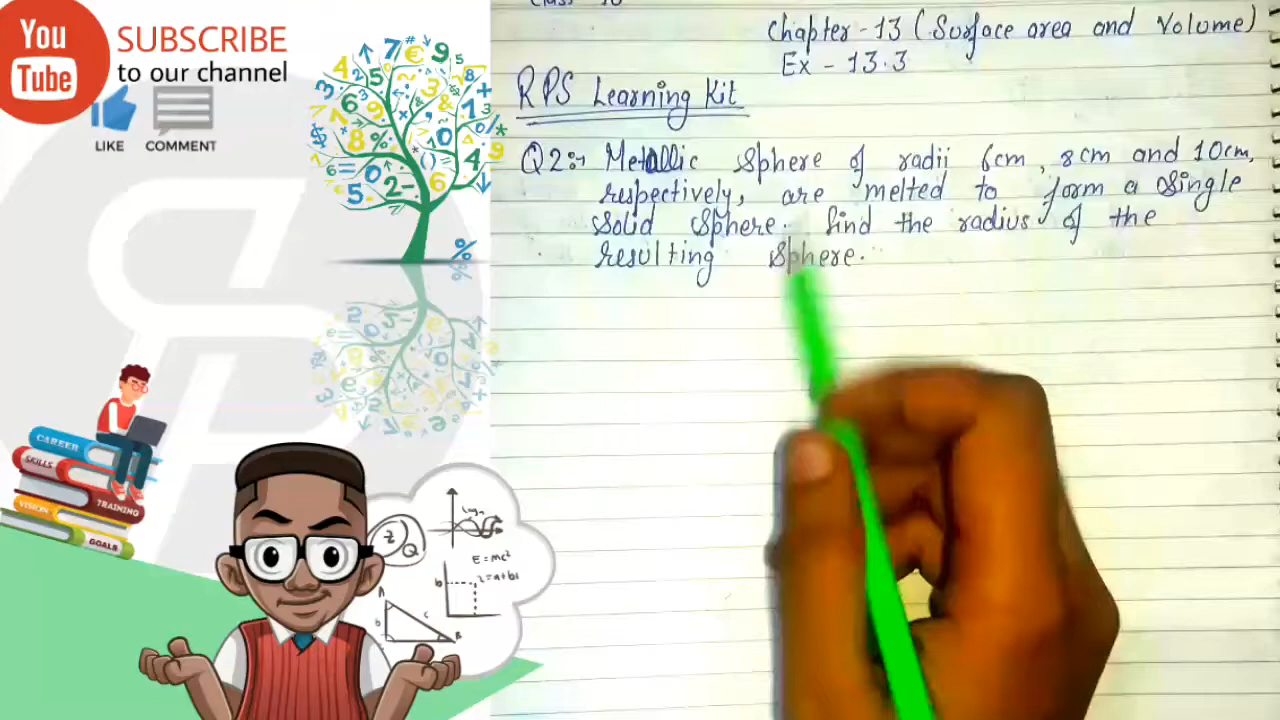 You
Tube
SUBSCRIBE
to our channel
LIKE COMMENT
CAREER
SKILLS
TRAINING
VISION
GOALS
E=mc²
z=a+bi
Chapter - 13 (Surface area and Volume)
Ex - 13.3
RPS Learning Kit
Q2:- Metallic Sphere of radii 6cm, 8cm and 10cm,
respectively, are melted to form a single
solid sphere. find the radius of the
resulting sphere.